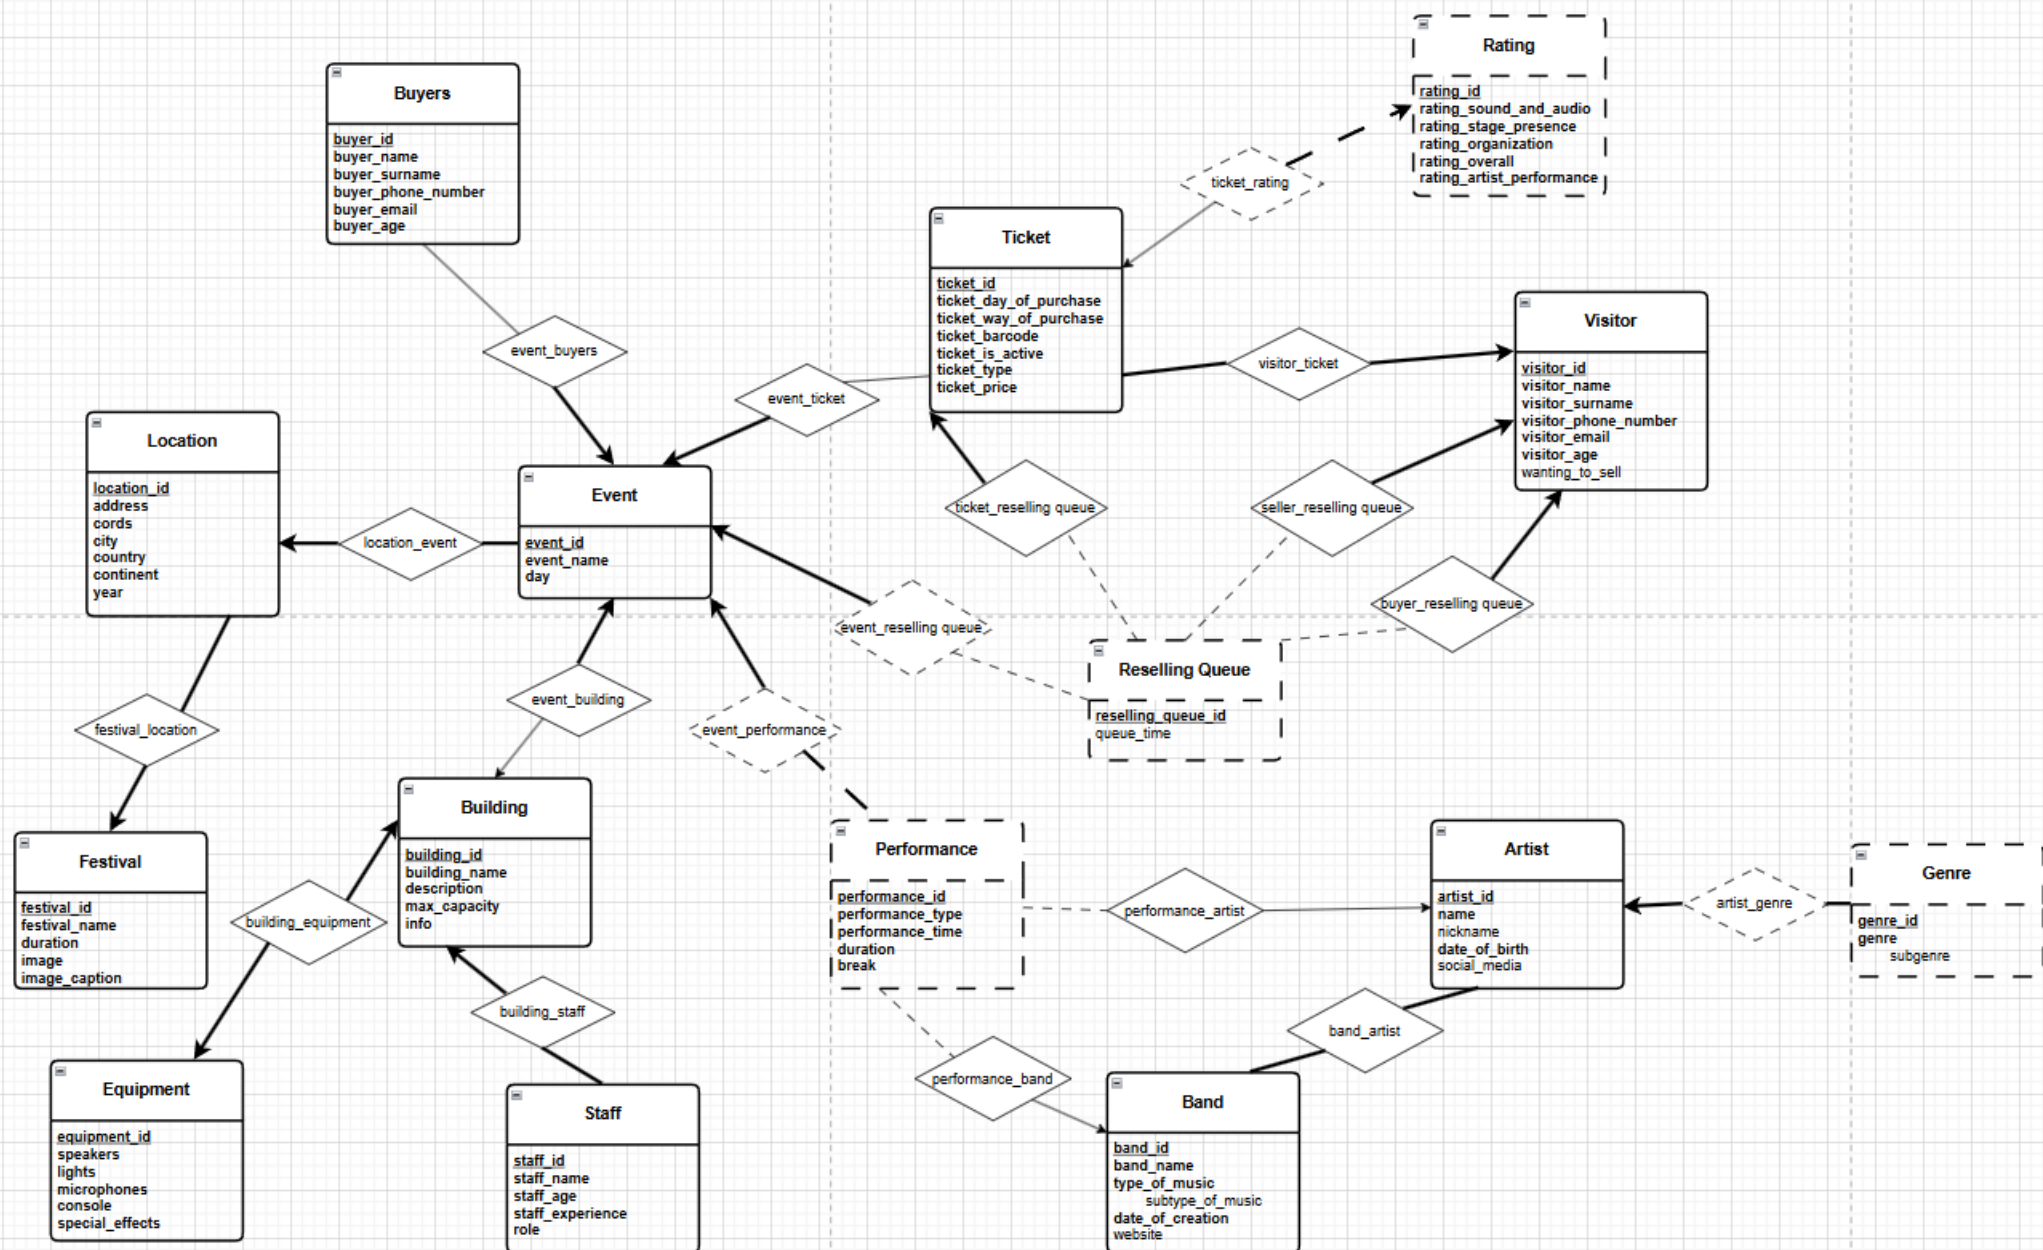 Rating
rating_id
rating_sound_and_audio
rating_stage_presence
rating_organization
rating_overall
rating_artist_performance
Buyers
buyer_id
buyer_name
buyer_surname
buyer_phone_number
buyer_email
buyer_age
ticket_rating
Ticket
ticket_id
ticket_day_of_purchase
ticket_way_of_purchase
ticket_barcode
ticket_is_active
ticket_type
ticket_price
Visitor
visitor_id
visitor_name
visitor_surname
visitor_phone_number
visitor_email
visitor_age
wanting_to_sell
event_buyers
visitor_ticket
event_ticket
Location
location_id
address
cords
city
country
continent
year
Event
event_id
event_name
day
location_event
ticket_reselling queue
seller_reselling queue
buyer_reselling queue
event_reselling queue
Reselling Queue
reselling_queue_id
queue_time
event_building
festival_location
event_performance
Building
building_id
building_name
description
max_capacity
info
Festival
festival_id
festival_name
duration
image
image_caption
building_equipment
Performance
performance_id
performance_type
performance_time
duration
break
performance_artist
Artist
artist_id
name
nickname
date_of_birth
social_media
artist_genre
Genre
genre_id
genre
subgenre
building_staff
band_artist
performance_band
Equipment
equipment_id
speakers
lights
microphones
console
special_effects
Staff
staff_id
staff_name
staff_age
staff_experience
role
Band
band_id
band_name
type_of_music
subtype_of_music
date_of_creation
website